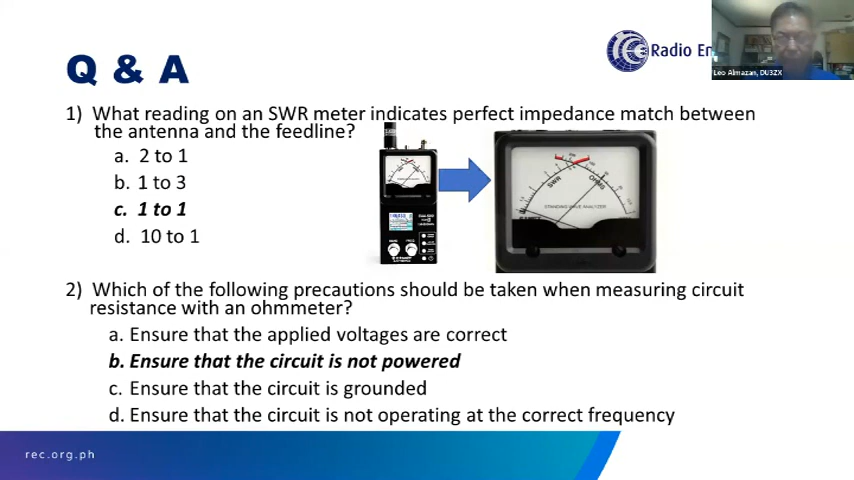 Q & A
Radio En
Leo Almazan, DU3ZX
1) What reading on an SWR meter indicates perfect impedance match between
the antenna and the feedline?
a. 2 to 1
b. 1 to 3
c. 1 to 1
d. 10 to 1
SWR
OHMS
STANDING WAVE ANALYZER
2) Which of the following precautions should be taken when measuring circuit
resistance with an ohmmeter?
a. Ensure that the applied voltages are correct
b. Ensure that the circuit is not powered
c. Ensure that the circuit is grounded
d. Ensure that the circuit is not operating at the correct frequency
rec.org.ph